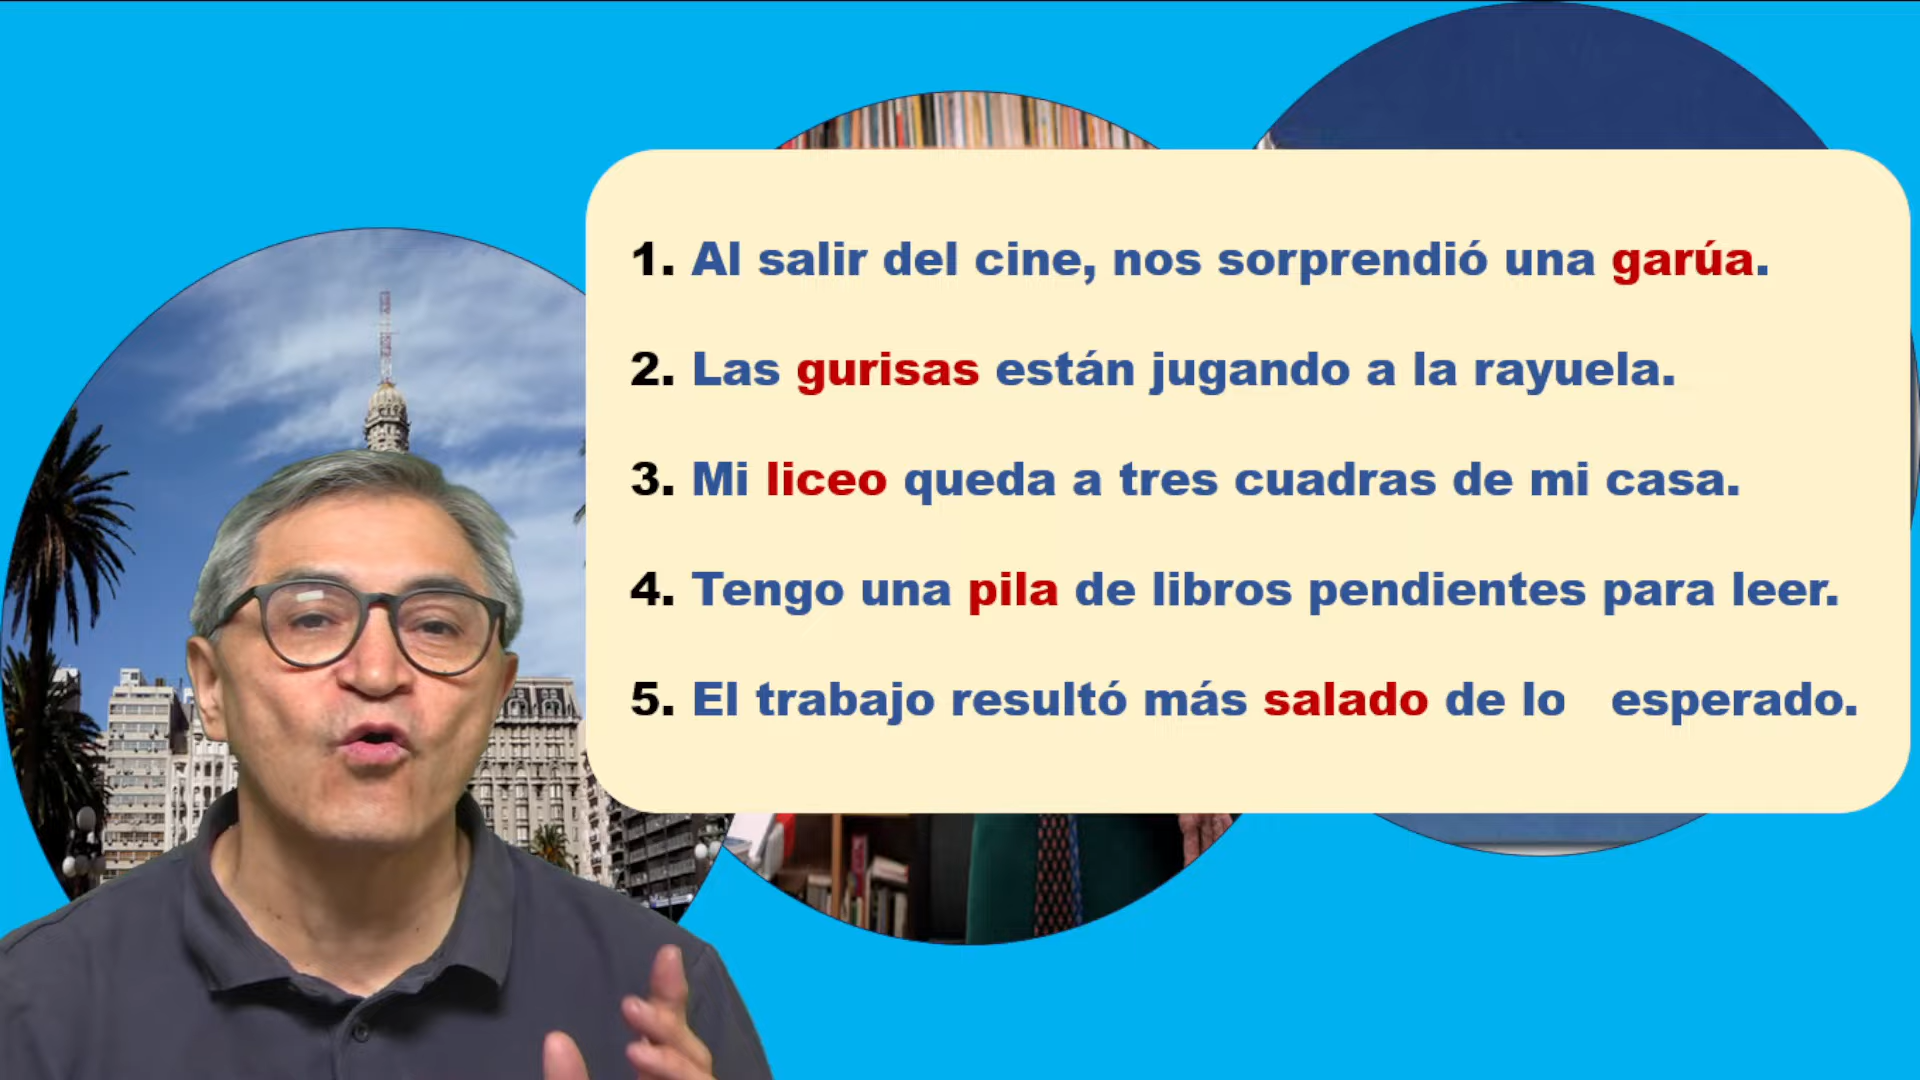 1. Al salir del cine, nos sorprendió una garúa.
2. Las gurisas están jugando a la rayuela.
3. Mi liceo queda a tres cuadras de mi casa.
4. Tengo una pila de libros pendientes para leer.
5. El trabajo resultó más salado de lo esperado.